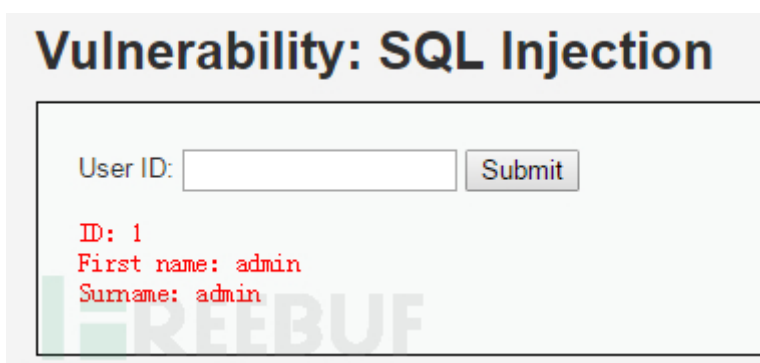 Vulnerability: SQL Injection
User ID: Submit
ID: 1
First name: admin
Surname: admin
FREEBUF